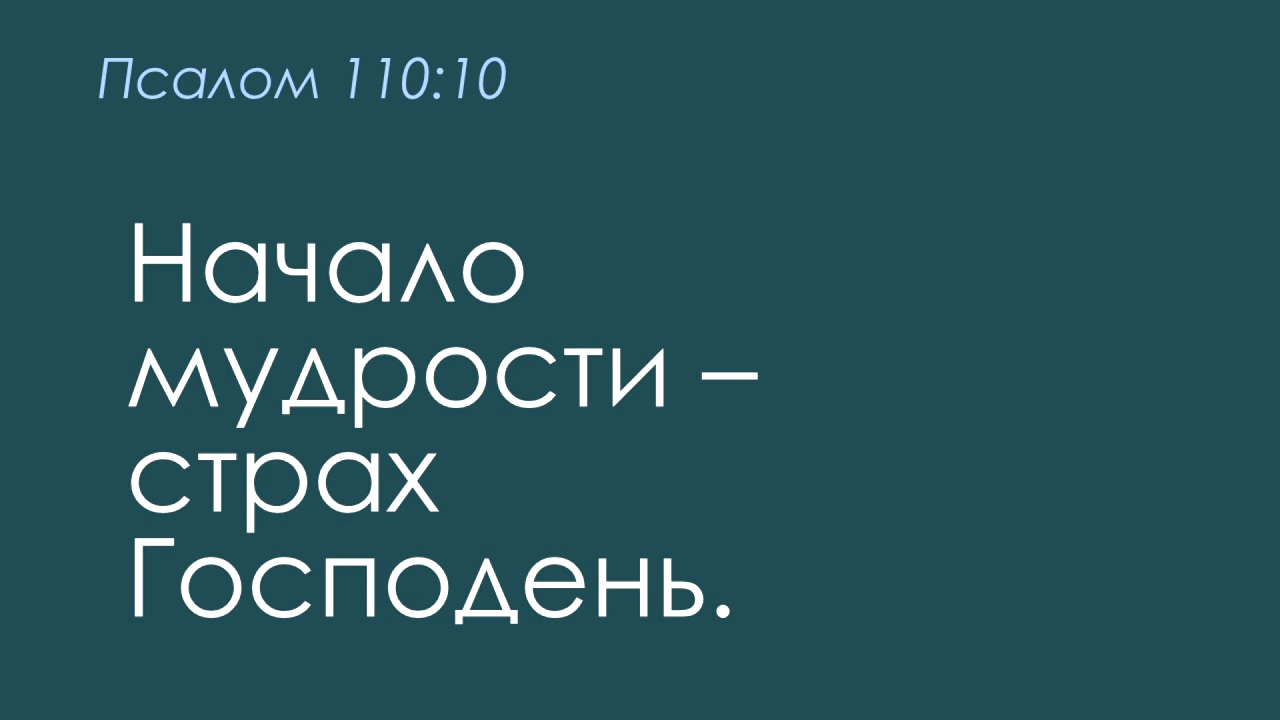 Псалом 110:10
Начало
мудрости –
страх
Господень.